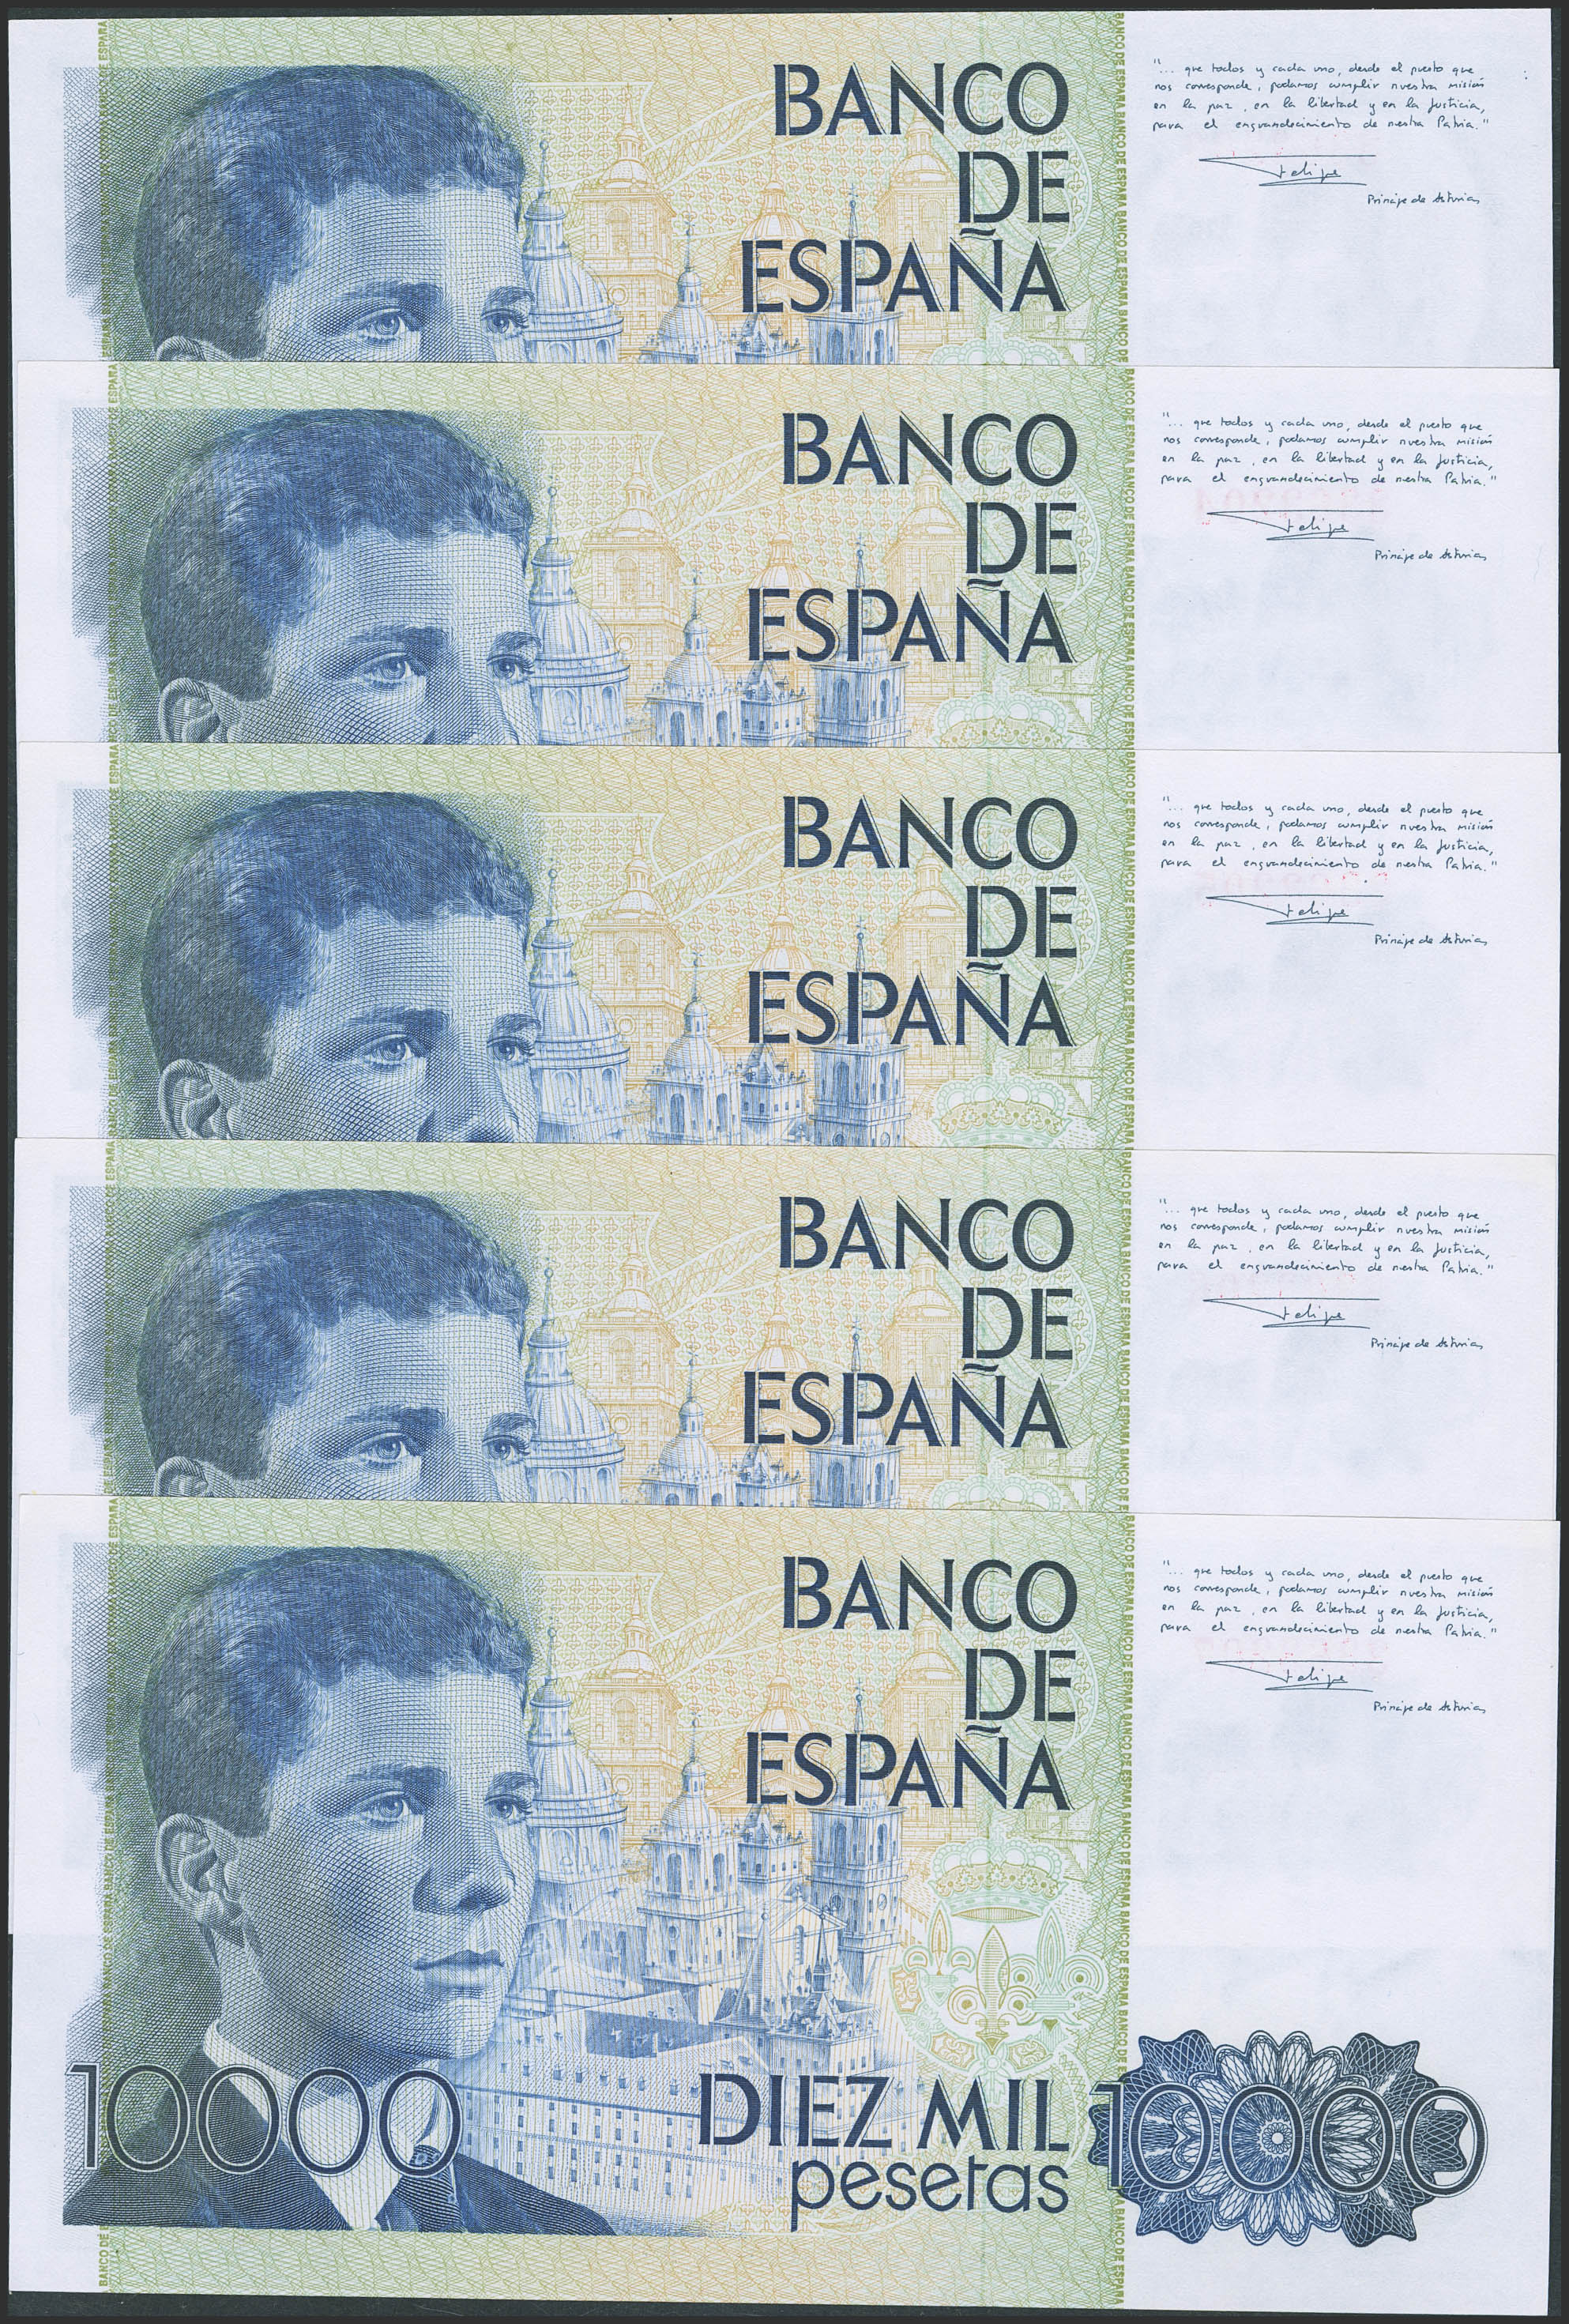 BANCO
DE
ESPAÑA
"... que todos y cada uno, desde el puesto que
nos corresponde, podamos cumplir nuestra misión
en la paz, en la libertad y en la Justicia,
para el engrandecimiento de nuestra Patria."
Felipe
Príncipe de Asturias
BANCO
DE
ESPAÑA
"... que todos y cada uno, desde el puesto que
nos corresponde, podamos cumplir nuestra misión
en la paz, en la libertad y en la Justicia,
para el engrandecimiento de nuestra Patria."
Felipe
Príncipe de Asturias
BANCO
DE
ESPAÑA
"... que todos y cada uno, desde el puesto que
nos corresponde, podamos cumplir nuestra misión
en la paz, en la libertad y en la Justicia,
para el engrandecimiento de nuestra Patria."
Felipe
Príncipe de Asturias
BANCO
DE
ESPAÑA
"... que todos y cada uno, desde el puesto que
nos corresponde, podamos cumplir nuestra misión
en la paz, en la libertad y en la Justicia,
para el engrandecimiento de nuestra Patria."
Felipe
Príncipe de Asturias
BANCO
DE
ESPAÑA
"... que todos y cada uno, desde el puesto que
nos corresponde, podamos cumplir nuestra misión
en la paz, en la libertad y en la Justicia,
para el engrandecimiento de nuestra Patria."
Felipe
Príncipe de Asturias
10000
DIEZ MIL
pesetas
10000